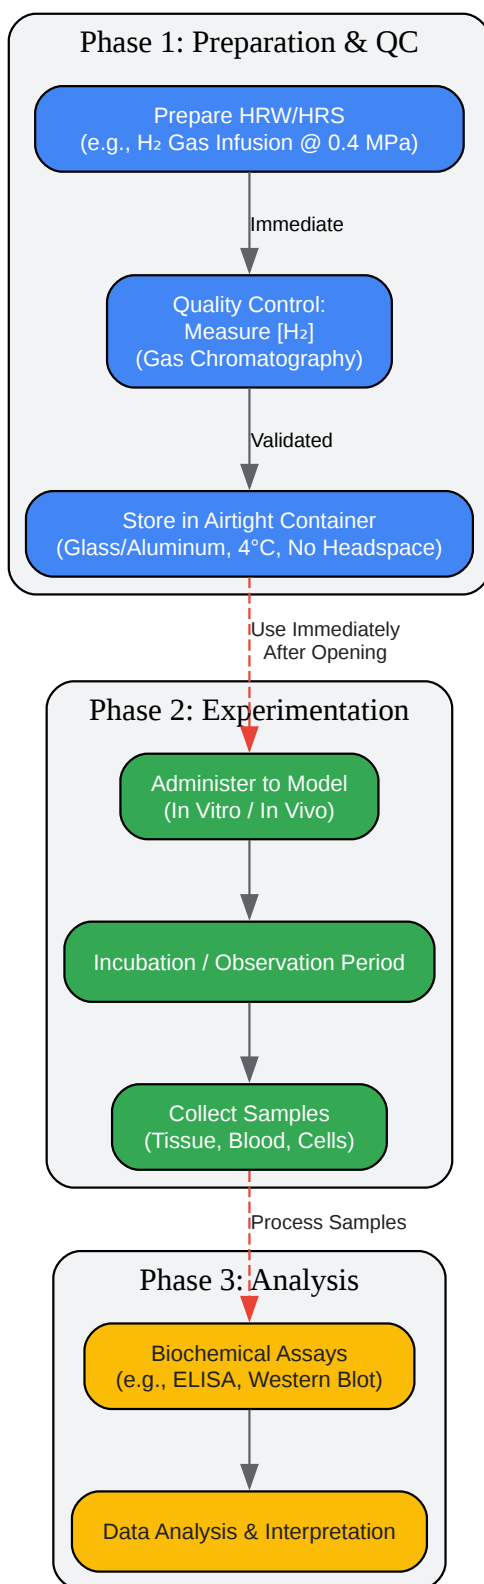 Phase 1: Preparation & QC
Prepare HRW/HRS
(e.g., H₂ Gas Infusion @ 0.4 MPa)
Immediate
Quality Control:
Measure [H₂]
(Gas Chromatography)
Validated
Store in Airtight Container
(Glass/Aluminum, 4°C, No Headspace)
Use Immediately
After Opening
Phase 2: Experimentation
Administer to Model
(In Vitro / In Vivo)
Incubation / Observation Period
Collect Samples
(Tissue, Blood, Cells)
Process Samples
Phase 3: Analysis
Biochemical Assays
(e.g., ELISA, Western Blot)
Data Analysis & Interpretation